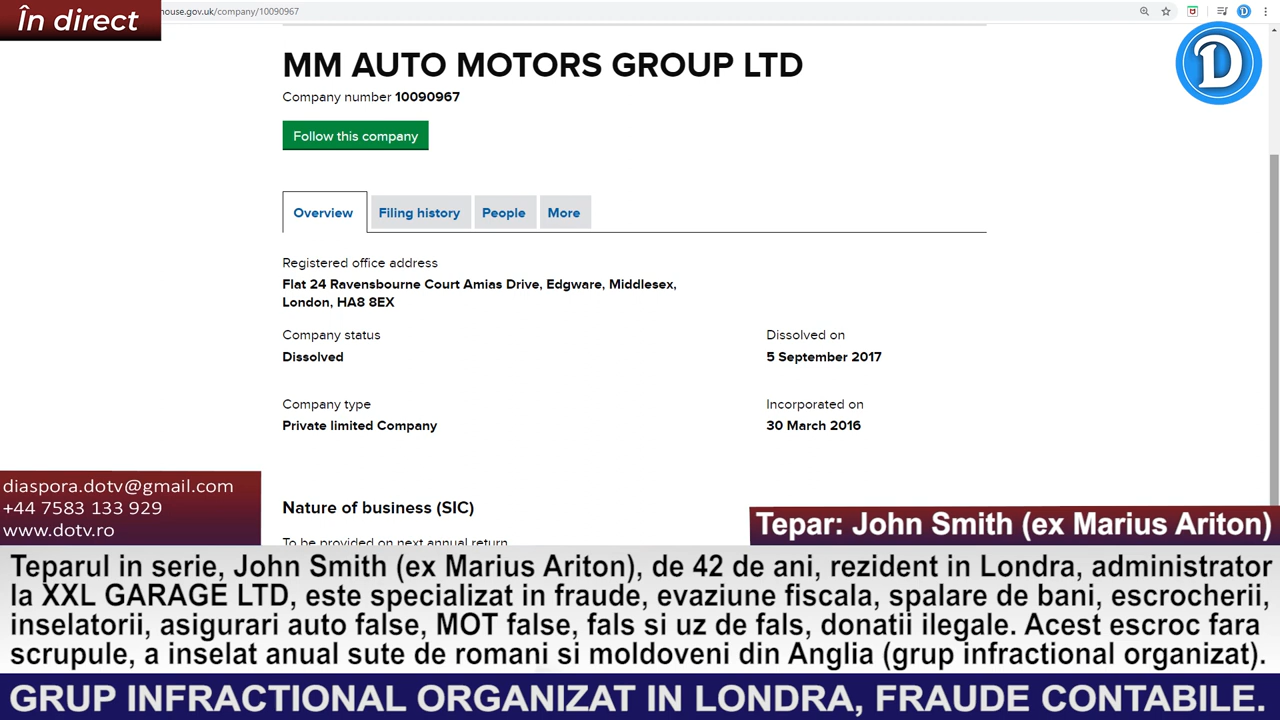 În direct
house.gov.uk/company/10090967
D
MM AUTO MOTORS GROUP LTD
Company number 10090967
Follow this company
Overview
Filing history
People
More
Registered office address
Flat 24 Ravensbourne Court Amias Drive, Edgware, Middlesex,
London, HA8 8EX
Company status
Dissolved
Dissolved on
5 September 2017
Company type
Private limited Company
Incorporated on
30 March 2016
Nature of business (SIC)
To be provided on next annual return
diaspora.dotv@gmail.com
+44 7583 133 929
www.dotv.ro
Tepar: John Smith (ex Marius Ariton)
Teparul in serie, John Smith (ex Marius Ariton), de 42 de ani, rezident in Londra, administrator
la XXL GARAGE LTD, este specializat in fraude, evaziune fiscala, spalare de bani, escrocherii,
inselatorii, asigurari auto false, MOT false, fals si uz de fals, donatii ilegale. Acest escroc fara
scrupule, a inselat anual sute de romani si moldoveni din Anglia (grup infractional organizat).
GRUP INFRACTIONAL ORGANIZAT IN LONDRA, FRAUDE CONTABILE.